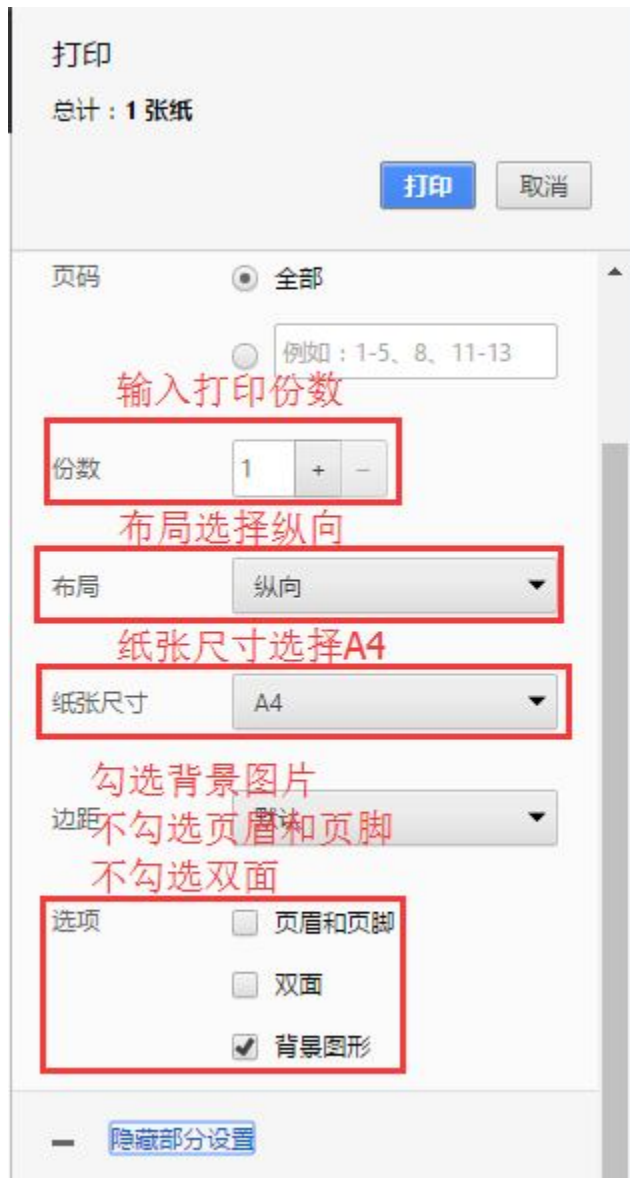 打印
总计：1 张纸
打印 取消
页码 全部
例如：1-5、8、11-13
输入打印份数
份数 1 + −
布局选择纵向
布局 纵向
纸张尺寸选择A4
纸张尺寸 A4
勾选背景图片
边距 默认
不勾选页眉和页脚
不勾选双面
选项 页眉和页脚
双面
背景图形
隐藏部分设置